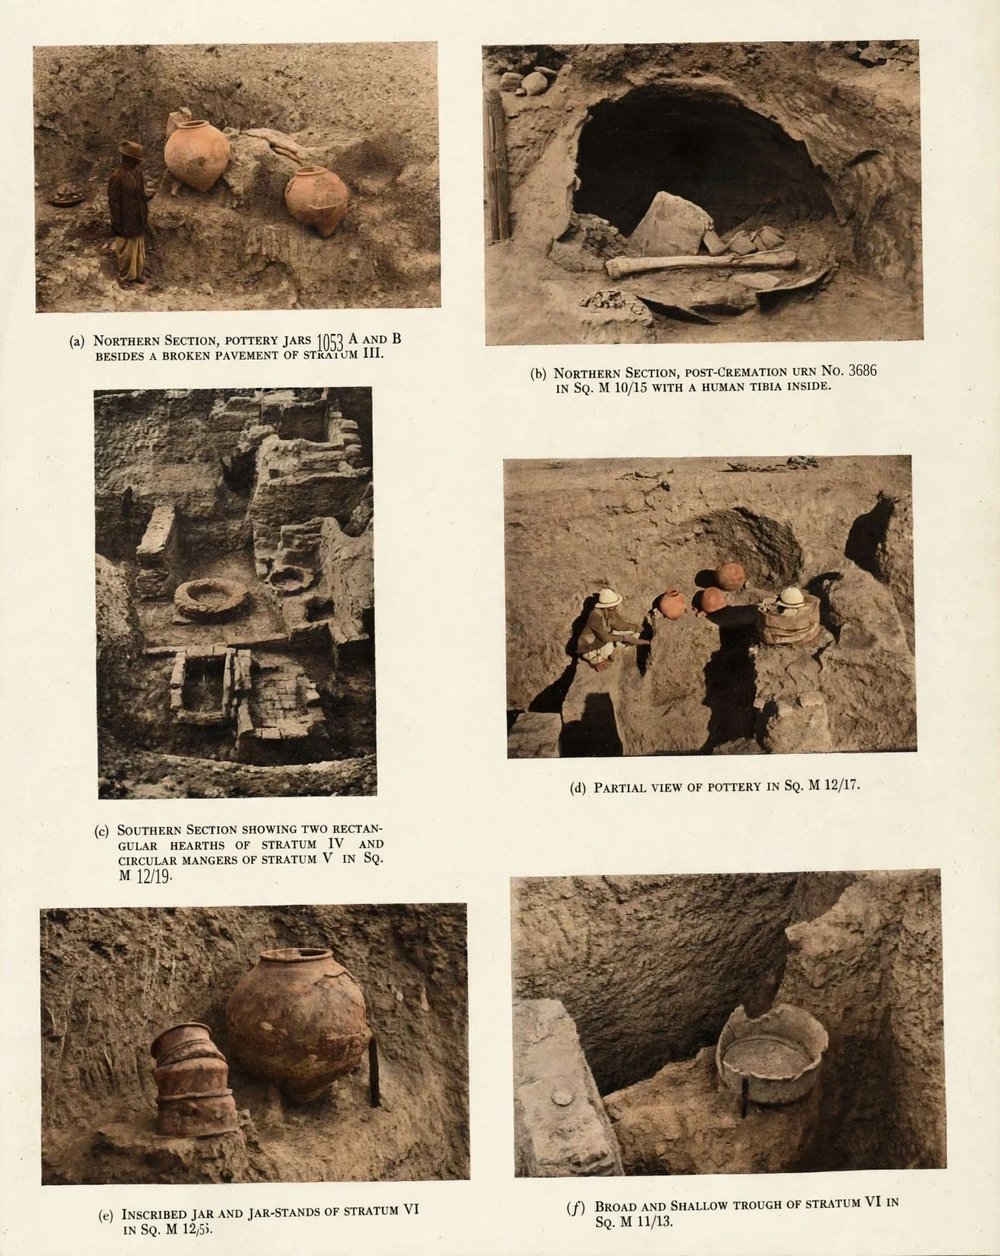 (a) Northern Section, pottery jars 1053 A and B
besides a broken pavement of stratum III.
(b) Northern Section, post-Cremation urn No. 3686
in Sq. M 10/15 with a human tibia inside.
(c) Southern Section showing two rectan-
gular hearths of stratum IV and
circular mangers of stratum V in Sq.
M 12/19.
(d) Partial view of pottery in Sq. M 12/17.
(e) Inscribed jar and jar-stands of stratum VI
in Sq. M
(f) Broad and Shallow trough of stratum VI in
Sq. M 11/13.